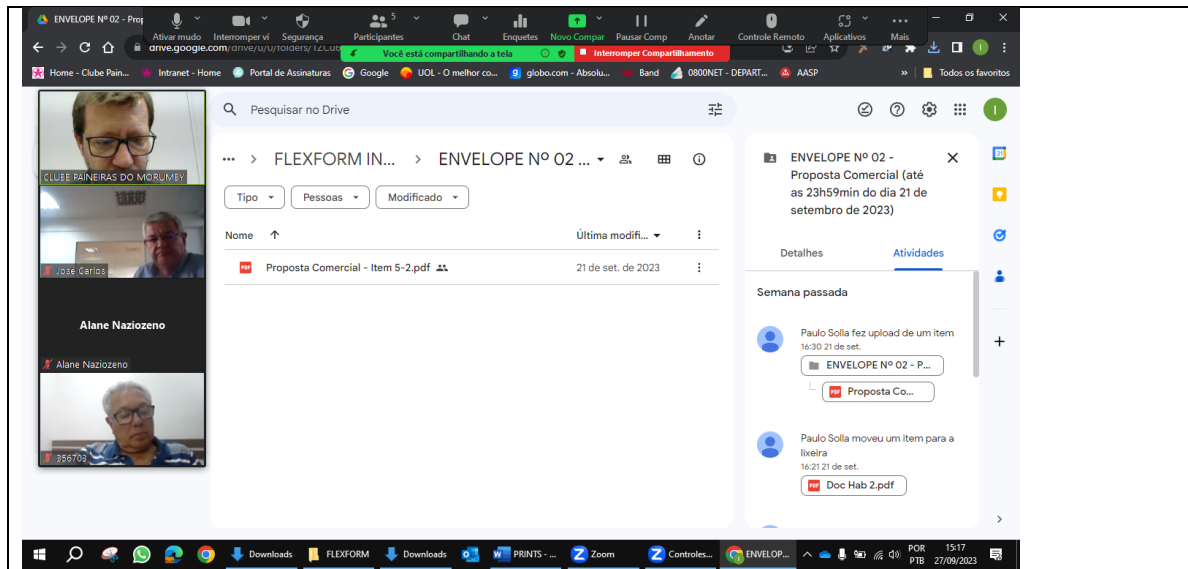 ENVELOPE Nº 02 - Prop
5
Ativar mudo Interromper ví Segurança Participantes Chat Enquetes Novo Compar Pausar Comp Anotar Controle Remoto Aplicativos Mais
drive.google.com/drive/u/0/folders/
Você está compartilhando a tela Interromper Compartilhamento
Home - Clube Pain... Intranet - Home Portal de Assinaturas Google UOL - O melhor co... globo.com - Absolu... Band 0800NET - DEPART... AASP » Todos os favoritos
Pesquisar no Drive
I
CLUBE PAINEIRAS DO MORUMBY
José Carlos
Alane Naziozeno
Alane Naziozeno
356703
... > FLEXFORM IN... > ENVELOPE Nº 02 ...
Tipo Pessoas Modificado
Nome Última modifi...
PDF Proposta Comercial - Item 5-2.pdf 21 de set. de 2023
ENVELOPE Nº 02 -
Proposta Comercial (até
as 23h59min do dia 21 de
setembro de 2023)
Detalhes Atividades
Semana passada
Paulo Solla fez upload de um item
16:30 21 de set.
ENVELOPE Nº 02 - P...
PDF Proposta Co...
Paulo Solla moveu um item para a
lixeira
16:21 21 de set.
PDF Doc Hab 2.pdf
31
Downloads FLEXFORM Downloads PRINTS - ... Zoom Controles... ENVELOP... POR 15:17
PTB 27/09/2023